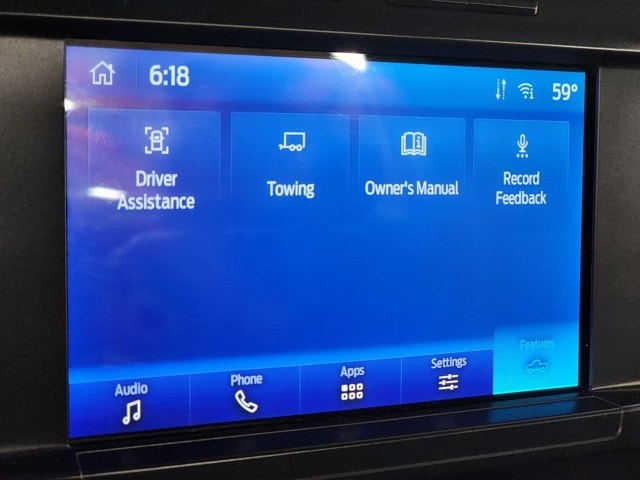 6:18
59°
Driver
Assistance
Towing
Owner's Manual
Record
Feedback
Audio
Phone
Apps
Settings
Features